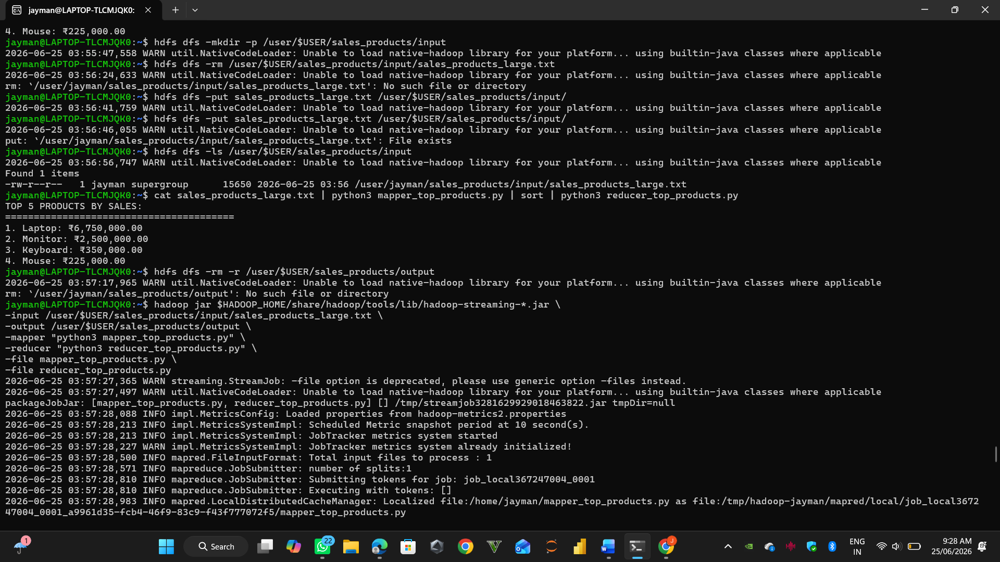 jayman@LAPTOP-TLCMJQK0:
4. Mouse: ₹225,000.00
jayman@LAPTOP-TLCMJQK0:~$ hdfs dfs -mkdir -p /user/$USER/sales_products/input
2026-06-25 03:55:47,558 WARN util.NativeCodeLoader: Unable to load native-hadoop library for your platform... using builtin-java classes where applicable
jayman@LAPTOP-TLCMJQK0:~$ hdfs dfs -rm /user/$USER/sales_products/input/sales_products_large.txt
2026-06-25 03:56:24,633 WARN util.NativeCodeLoader: Unable to load native-hadoop library for your platform... using builtin-java classes where applicable
rm: `/user/jayman/sales_products/input/sales_products_large.txt': No such file or directory
jayman@LAPTOP-TLCMJQK0:~$ hdfs dfs -put sales_products_large.txt /user/$USER/sales_products/input/
2026-06-25 03:56:41,759 WARN util.NativeCodeLoader: Unable to load native-hadoop library for your platform... using builtin-java classes where applicable
jayman@LAPTOP-TLCMJQK0:~$ hdfs dfs -put sales_products_large.txt /user/$USER/sales_products/input/
2026-06-25 03:56:46,055 WARN util.NativeCodeLoader: Unable to load native-hadoop library for your platform... using builtin-java classes where applicable
put: `/user/jayman/sales_products/input/sales_products_large.txt': File exists
jayman@LAPTOP-TLCMJQK0:~$ hdfs dfs -ls /user/$USER/sales_products/input
2026-06-25 03:56:56,747 WARN util.NativeCodeLoader: Unable to load native-hadoop library for your platform... using builtin-java classes where applicable
Found 1 items
-rw-r--r--   1 jayman supergroup      15650 2026-06-25 03:56 /user/jayman/sales_products/input/sales_products_large.txt
jayman@LAPTOP-TLCMJQK0:~$ cat sales_products_large.txt | python3 mapper_top_products.py | sort | python3 reducer_top_products.py
TOP 5 PRODUCTS BY SALES:
========================================
1. Laptop: ₹6,750,000.00
2. Monitor: ₹2,500,000.00
3. Keyboard: ₹350,000.00
4. Mouse: ₹225,000.00
jayman@LAPTOP-TLCMJQK0:~$ hdfs dfs -rm -r /user/$USER/sales_products/output
2026-06-25 03:57:17,965 WARN util.NativeCodeLoader: Unable to load native-hadoop library for your platform... using builtin-java classes where applicable
rm: `/user/jayman/sales_products/output': No such file or directory
jayman@LAPTOP-TLCMJQK0:~$ hadoop jar $HADOOP_HOME/share/hadoop/tools/lib/hadoop-streaming-*.jar \
-input /user/$USER/sales_products/input/sales_products_large.txt \
-output /user/$USER/sales_products/output \
-mapper "python3 mapper_top_products.py" \
-reducer "python3 reducer_top_products.py" \
-file mapper_top_products.py \
-file reducer_top_products.py
2026-06-25 03:57:27,365 WARN streaming.StreamJob: -file option is deprecated, please use generic option -files instead.
2026-06-25 03:57:27,497 WARN util.NativeCodeLoader: Unable to load native-hadoop library for your platform... using builtin-java classes where applicable
packageJobJar: [mapper_top_products.py, reducer_top_products.py] [] /tmp/streamjob3281629929018463822.jar tmpDir=null
2026-06-25 03:57:28,088 INFO impl.MetricsConfig: Loaded properties from hadoop-metrics2.properties
2026-06-25 03:57:28,213 INFO impl.MetricsSystemImpl: Scheduled Metric snapshot period at 10 second(s).
2026-06-25 03:57:28,213 INFO impl.MetricsSystemImpl: JobTracker metrics system started
2026-06-25 03:57:28,227 WARN impl.MetricsSystemImpl: JobTracker metrics system already initialized!
2026-06-25 03:57:28,500 INFO mapred.FileInputFormat: Total input files to process : 1
2026-06-25 03:57:28,571 INFO mapreduce.JobSubmitter: number of splits:1
2026-06-25 03:57:28,810 INFO mapreduce.JobSubmitter: Submitting tokens for job: job_local367247004_0001
2026-06-25 03:57:28,810 INFO mapreduce.JobSubmitter: Executing with tokens: []
2026-06-25 03:57:28,983 INFO mapred.LocalDistributedCacheManager: Localized file:/home/jayman/mapper_top_products.py as file:/tmp/hadoop-jayman/mapred/local/job_local3672
47004_0001_a9961d35-fcb4-46f9-83c9-f43f777072f5/mapper_top_products.py
1
Search
22
J
ENG
IN
9:28 AM
25/06/2026